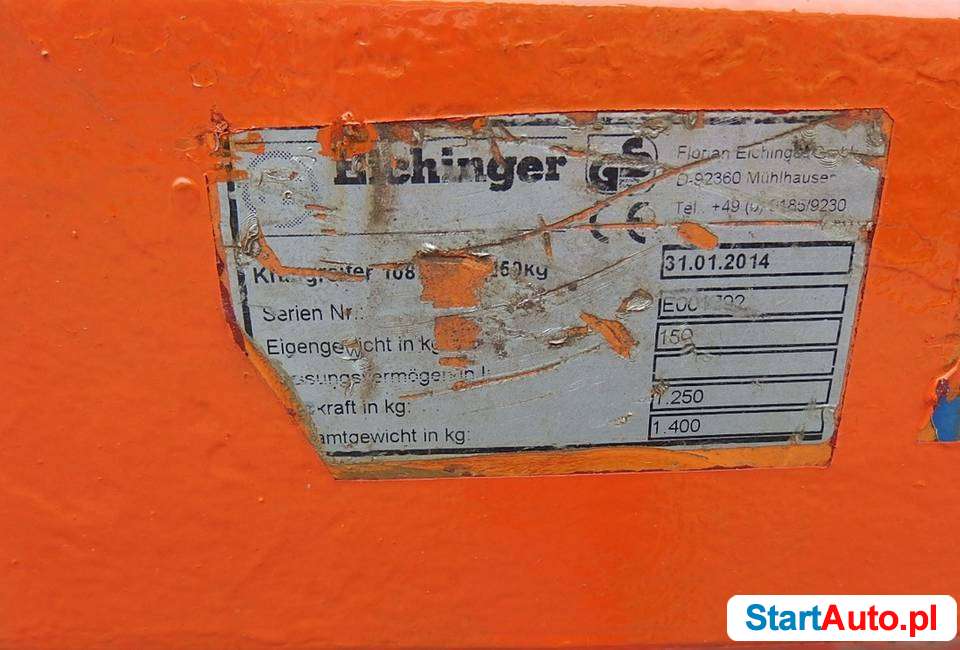 Eichinger
Florian Eichinger GmbH
D-92360 Mühlhausen
Tel.: +49 (0) 9185/9230
31.01.2014
Serien Nr.:
Eigengewicht in kg
150
in l:
kraft in kg:
1.250
amtgewicht in kg:
1.400
StartAuto.pl